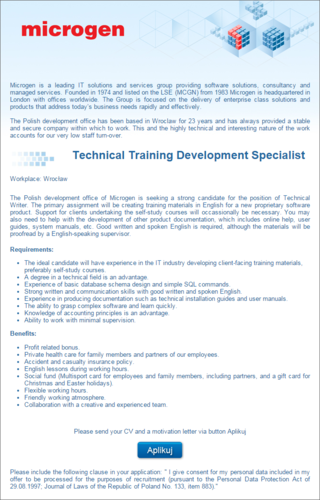 microgen
Microgen is a leading IT solutions and services group providing software solutions, consultancy and
managed services. Founded in 1974 and listed on the LSE (MCGN) from 1983 Microgen is headquartered in
London with offices worldwide. The Group is focused on the delivery of enterprise class solutions and
products that address today's business needs rapidly and effectively.
The Polish development office has been based in Wroclaw for 23 years and has always provided a stable
and secure company within which to work. This and the highly technical and interesting nature of the work
accounts for our very low staff turn-over.
Technical Training Development Specialist
Workplace: Wrocław
The Polish development office of Microgen is seeking a strong candidate for the position of Technical
Writer. The primary assignment will be creating training materials in English for a new proprietary software
product. Support for clients undertaking the self-study courses will occasionally be necessary. You may
also need to help with the development of other product documentation, which includes online help, user
guides, system manuals, etc. Good written and spoken English is required, although the materials will be
proofread by a English-speaking supervisor.
Requirements:
• The ideal candidate will have experience in the IT industry developing client-facing training materials,
preferably self-study courses.
• A degree in a technical field is an advantage.
• Experience of basic database schema design and simple SQL commands.
• Strong written and communication skills with good written and spoken English.
• Experience in producing documentation such as technical installation guides and user manuals.
• The ability to grasp complex software and learn quickly.
• Knowledge of accounting principles is an advantage.
• Ability to work with minimal supervision.
Benefits:
• Profit related bonus.
• Private health care for family members and partners of our employees.
• Accident and casualty insurance policy.
• English lessons during working hours.
• Social fund (Multisport card for employees and family members, including partners, and a gift card for
Christmas and Easter holidays).
• Flexible working hours.
• Friendly working atmosphere.
• Collaboration with a creative and experienced team.
Please send your CV and a motivation letter via button Aplikuj
Aplikuj
Please include the following clause in your application: " I give consent for my personal data included in my
offer to be processed for the purposes of recruitment (pursuant to the Personal Data Protection Act of
29.08.1997, Journal of Laws of the Republic of Poland No. 133, item 883)."